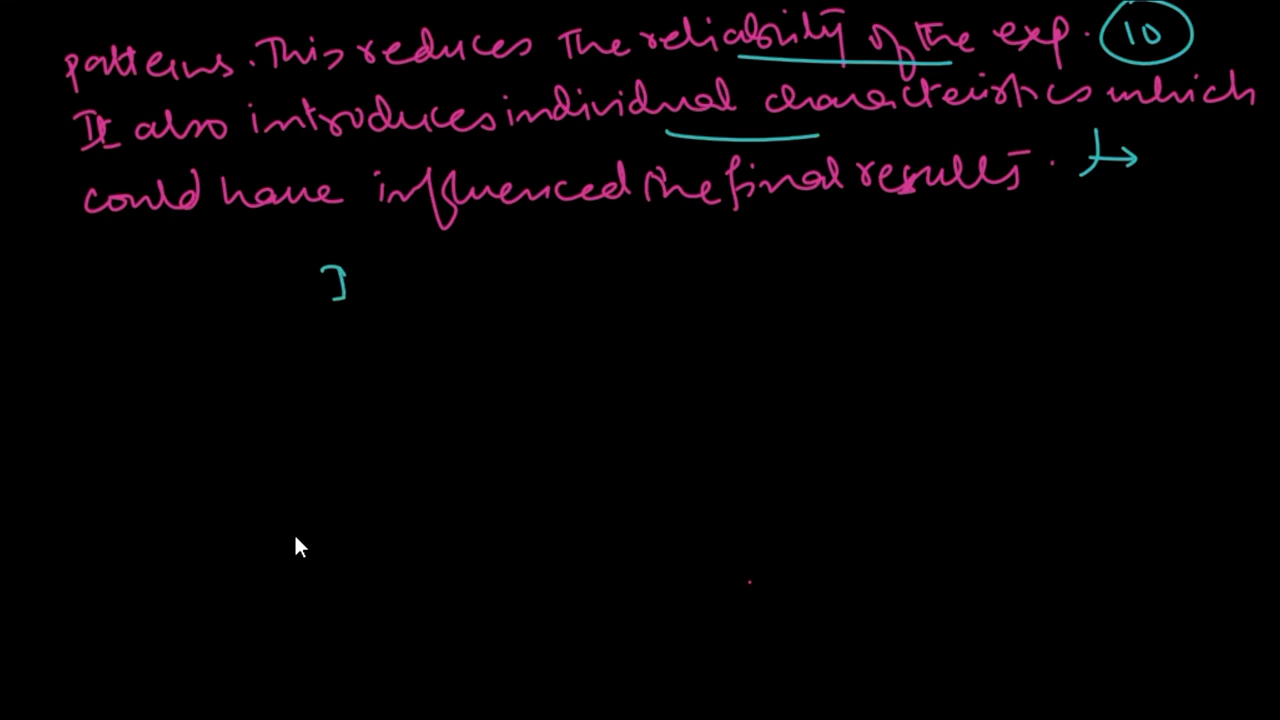 patterns. This reduces the reliability of the exp. 10
It also introduces individual characteristics which
could have influenced the final results.